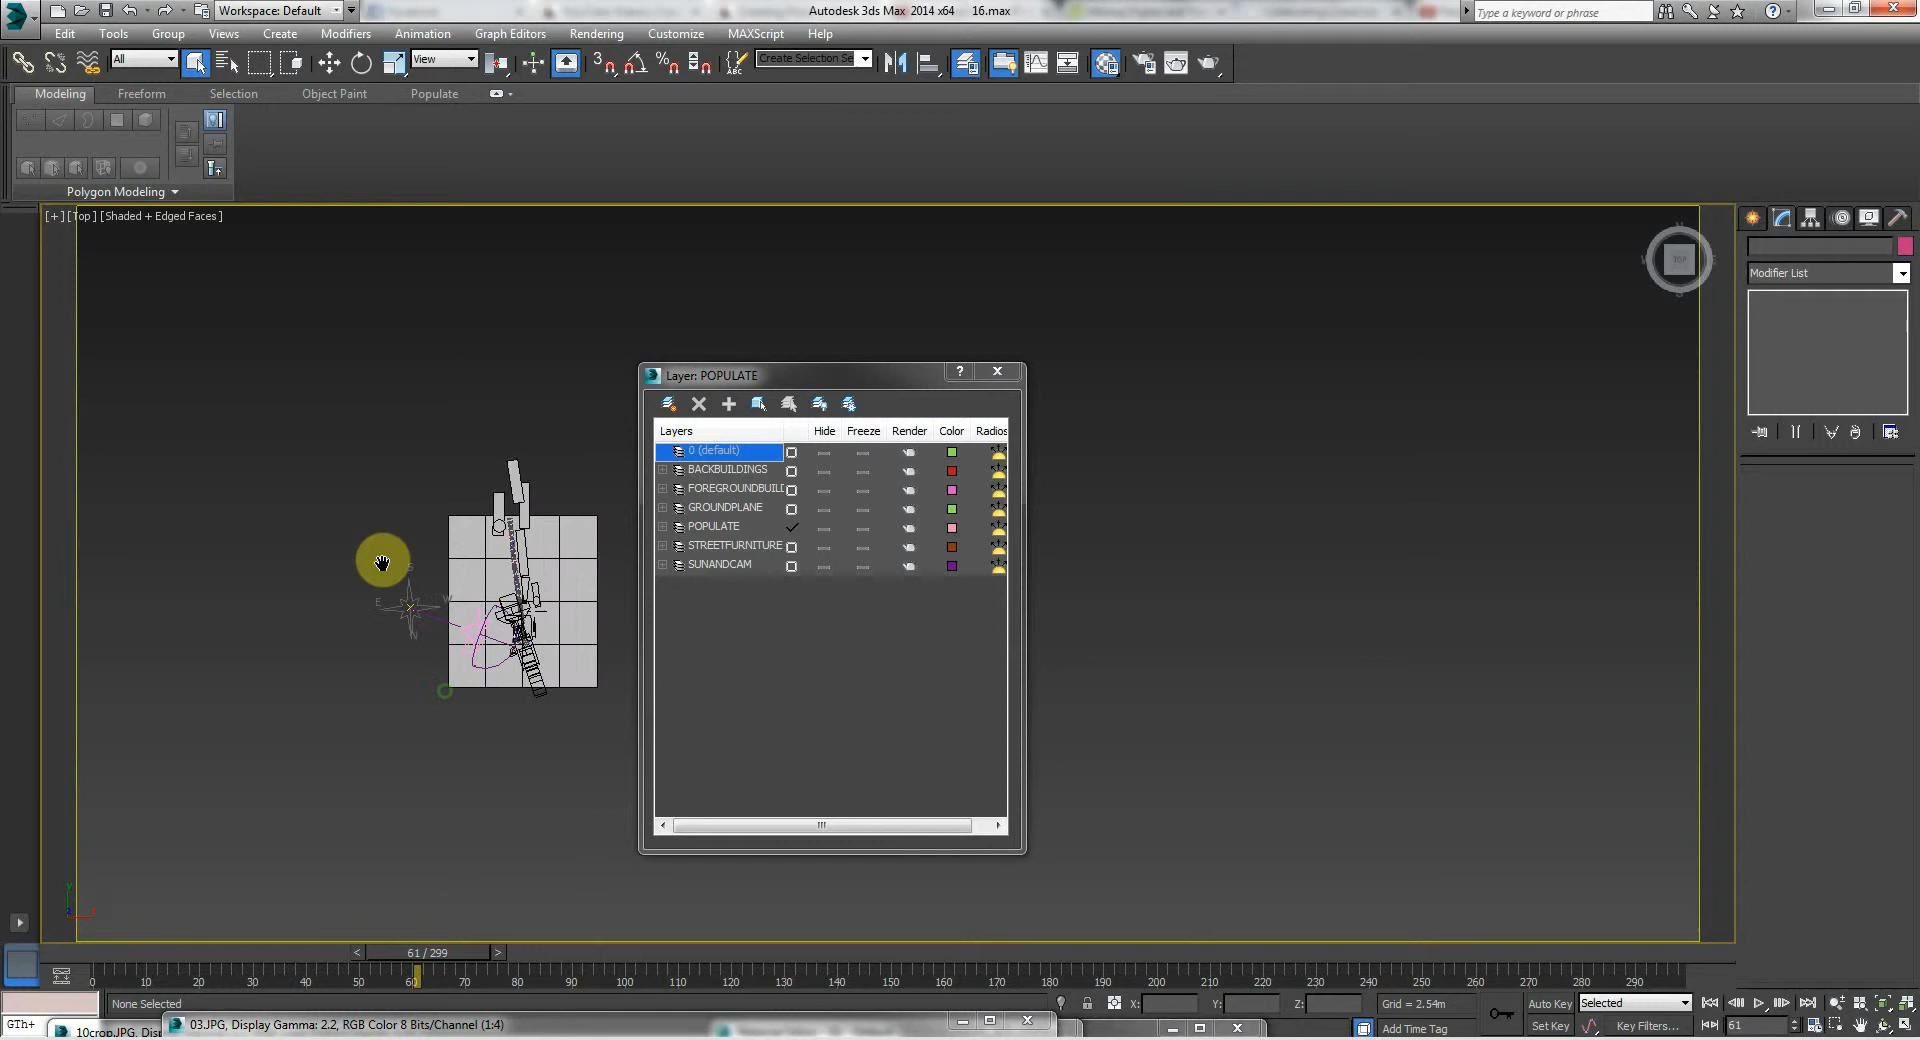 Workspace: Default
Autodesk 3ds Max 2014 x64 16.max
Type a keyword or phrase
Edit Tools Group Views Create Modifiers Animation Graph Editors Rendering Customize MAXScript Help
All View 3 Create Selection Se
Modeling Freeform Selection Object Paint Populate
Polygon Modeling
[+][Top][Shaded + Edged Faces]
TOP
Modifier List
Layer: POPULATE
Layers Hide Freeze Render Color Radios
0 (default)
BACKBUILDINGS
FOREGROUNDBUILD
GROUNDPLANE
POPULATE
STREETFURNITURE
SUNANDCAM
S
E W
N
61 / 299
0 10 20 30 40 50 60 70 80 90 100 110 120 130 140 150 160 170 180 190 200 210 220 230 240 250 260 270 280 290
None Selected X: Y: Z: Grid = 2.54m Auto Key Selected
GTh+ 10crop.JPG, Disp 03.JPG, Display Gamma: 2.2, RGB Color 8 Bits/Channel (1:4) Add Time Tag Set Key Key Filters... 61